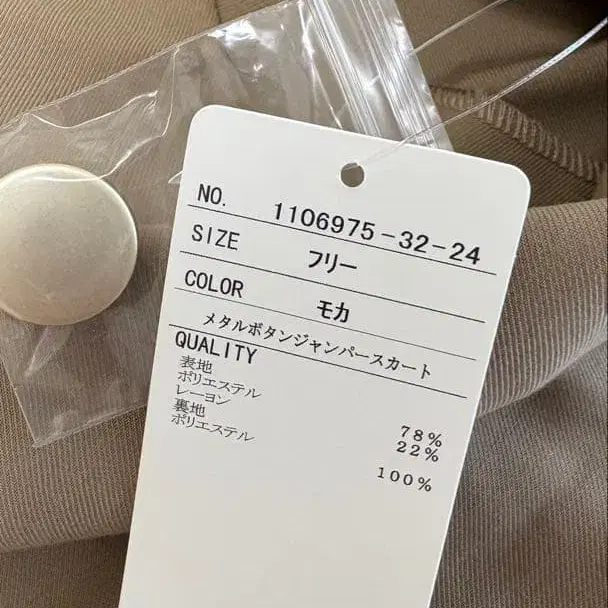 NO. 1106975-32-24
SIZE フリー
COLOR モカ
メタルボタンジャンパースカート
QUALITY
表地
ポリエステル 78%
レーヨン 22%
裏地
ポリエステル 100%